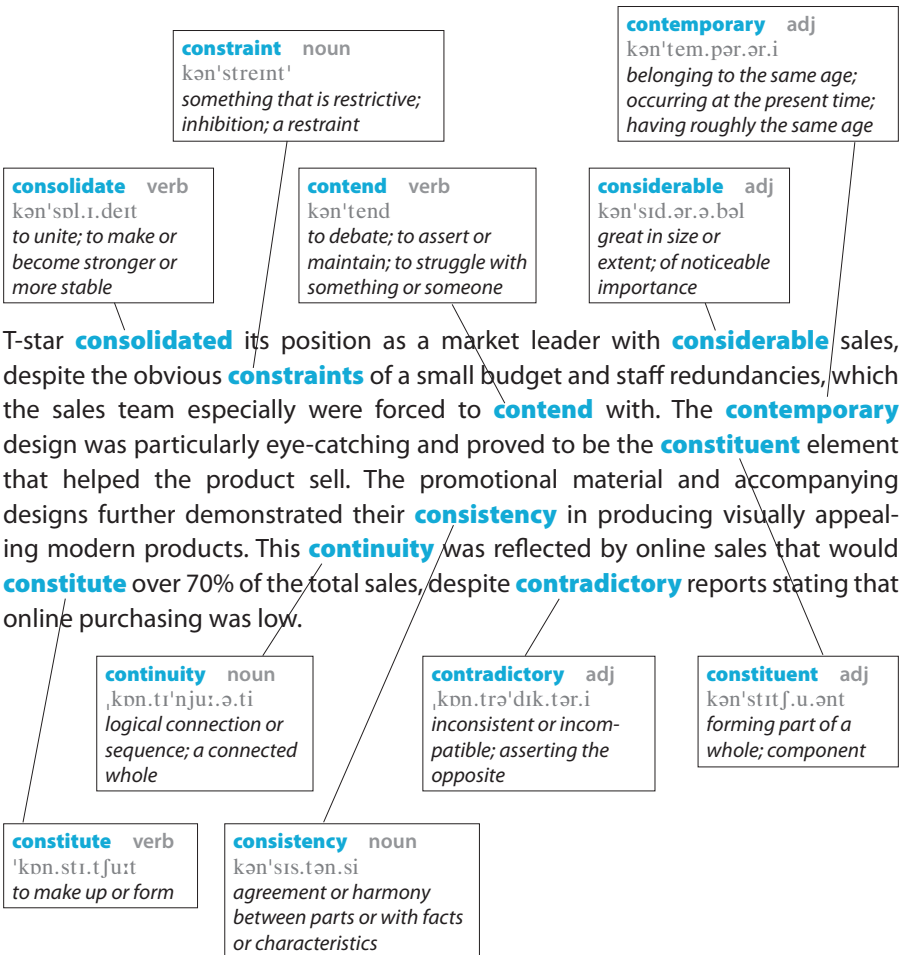 contemporary adj
kən'tem.pər.ər.i
belonging to the same age;
occurring at the present time;
having roughly the same age
constraint noun
kən'streɪnt'
something that is restrictive;
inhibition; a restraint
consolidate verb
kən'sɒl.ɪ.deɪt
to unite; to make or
become stronger or
more stable
contend verb
kən'tend
to debate; to assert or
maintain; to struggle with
something or someone
considerable adj
kən'sɪd.ər.ə.bəl
great in size or
extent; of noticeable
importance
T-star consolidated its position as a market leader with considerable sales,
despite the obvious constraints of a small budget and staff redundancies, which
the sales team especially were forced to contend with. The contemporary
design was particularly eye-catching and proved to be the constituent element
that helped the product sell. The promotional material and accompanying
designs further demonstrated their consistency in producing visually appeal-
ing modern products. This continuity was reflected by online sales that would
constitute over 70% of the total sales, despite contradictory reports stating that
online purchasing was low.
continuity noun
ˌkɒn.tɪ'njuː.ə.ti
logical connection or
sequence; a connected
whole
contradictory adj
ˌkɒn.trə'dɪk.tər.i
inconsistent or incom-
patible; asserting the
opposite
constituent adj
kən'stɪtʃ.u.ənt
forming part of a
whole; component
constitute verb
'kɒn.stɪ.tʃuːt
to make up or form
consistency noun
kən'sɪs.tən.si
agreement or harmony
between parts or with facts
or characteristics